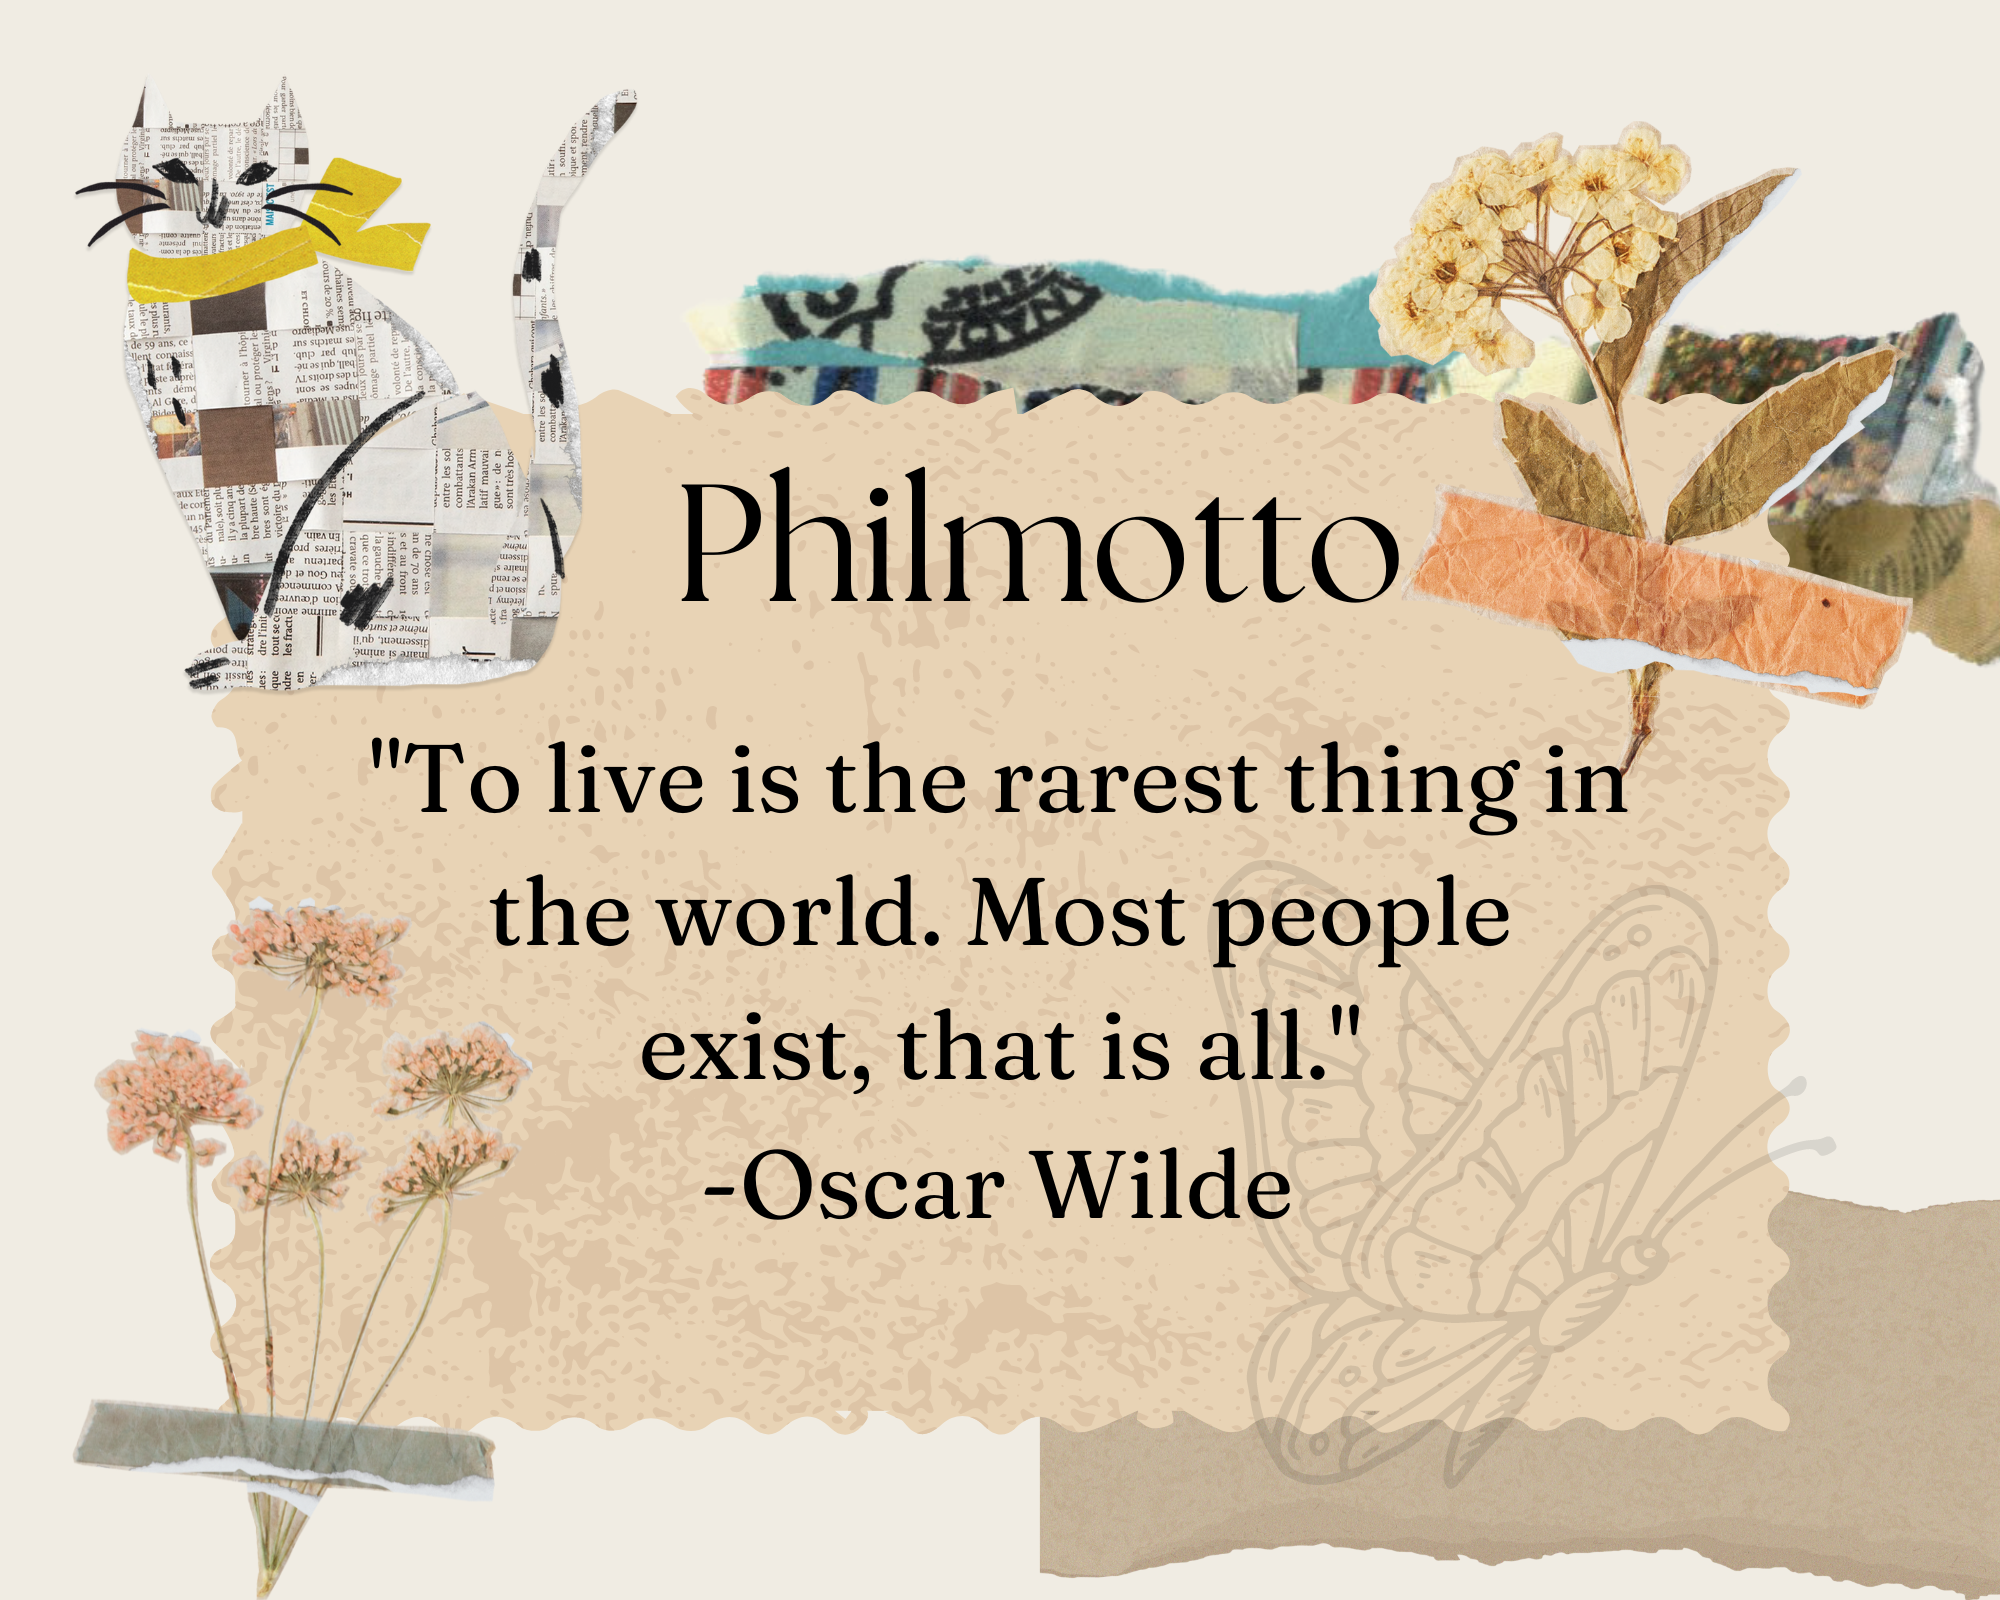 Philmotto
"To live is the rarest thing in
the world. Most people
exist, that is all."
-Oscar Wilde